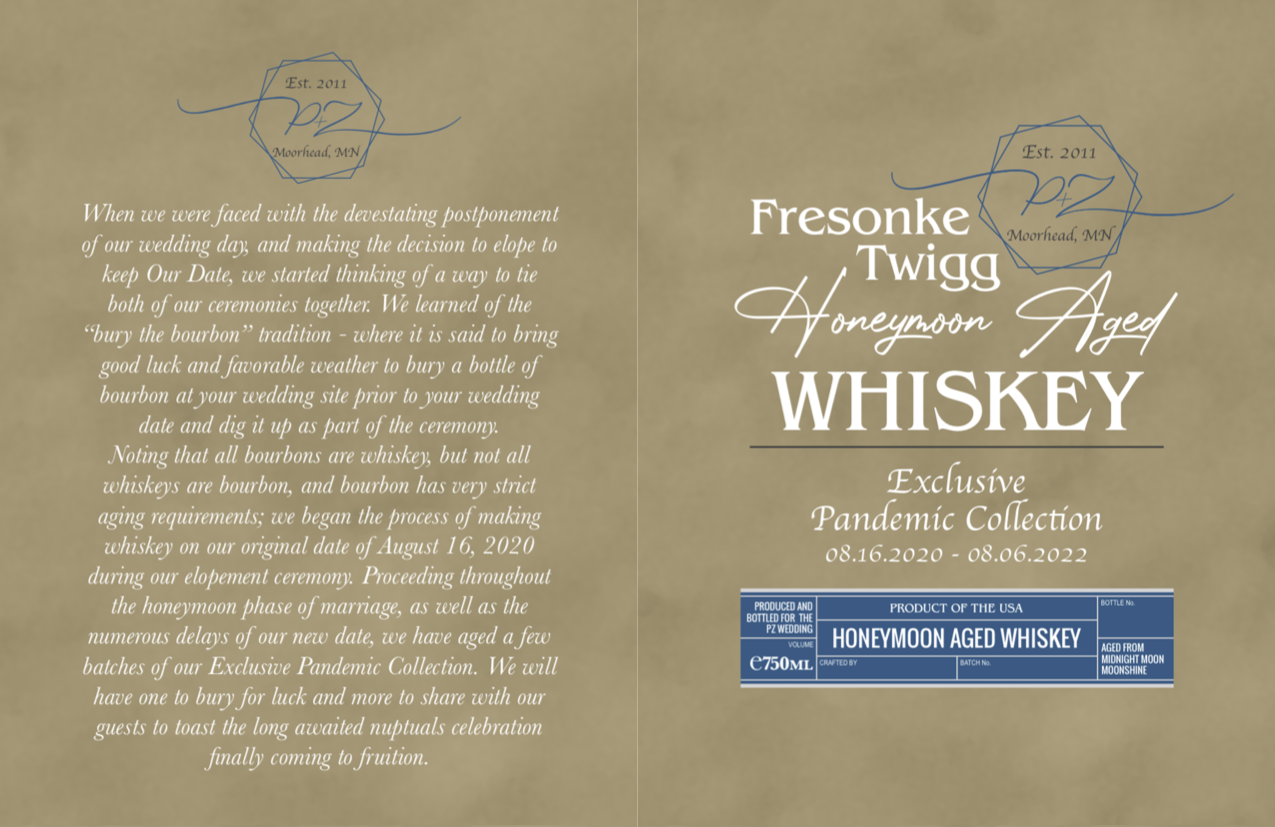 Est. 2011
P+Z
Moorhead, MN
When we were faced with the devestating postponement
of our wedding day, and making the decision to elope to
keep Our Date, we started thinking of a way to tie
both of our ceremonies together. We learned of the
“bury the bourbon” tradition - where it is said to bring
good luck and favorable weather to bury a bottle of
bourbon at your wedding site prior to your wedding
date and dig it up as part of the ceremony.
Noting that all bourbons are whiskey, but not all
whiskeys are bourbon, and bourbon has very strict
aging requirements; we began the process of making
whiskey on our original date of August 16, 2020
during our elopement ceremony. Proceeding throughout
the honeymoon phase of marriage, as well as the
numerous delays of our new date, we have aged a few
batches of our Exclusive Pandemic Collection. We will
have one to bury for luck and more to share with our
guests to toast the long awaited nuptuals celebration
finally coming to fruition.
Est. 2011
P+Z
Moorhead, MN
Fresonke
Twigg
Honeymoon Aged
WHISKEY
Exclusive
Pandemic Collection
08.16.2020 - 08.06.2022
PRODUCED AND
BOTTLED FOR THE
PZ WEDDING
VOLUME
℮750ML
PRODUCT OF THE USA
HONEYMOON AGED WHISKEY
CRAFTED BY
BATCH No.
BOTTLE No.
AGED FROM
MIDNIGHT MOON
MOONSHINE